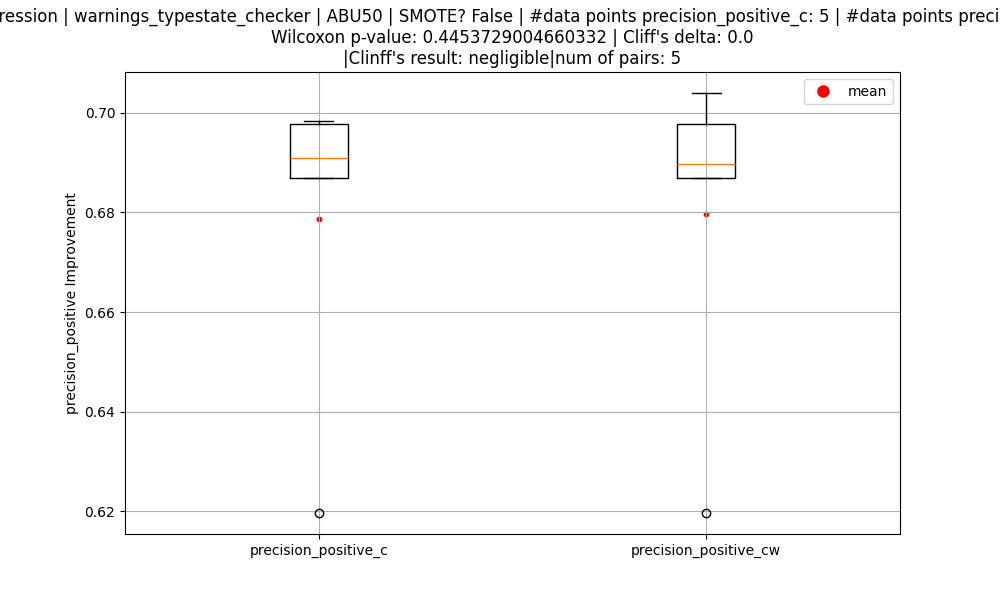 | warnings_typestate_checker | ABU50 | SMOTE? False | #data points precision_positive_c: 5 | #data points
Wilcoxon p-value: 0.4453729004660332 | Cliff's delta: 0.0
|Clinff's result: negligible|num of pairs: 5
mean
precision_positive Improvement
0.70
0.68
0.66
0.64
0.62
precision_positive_c
precision_positive_cw